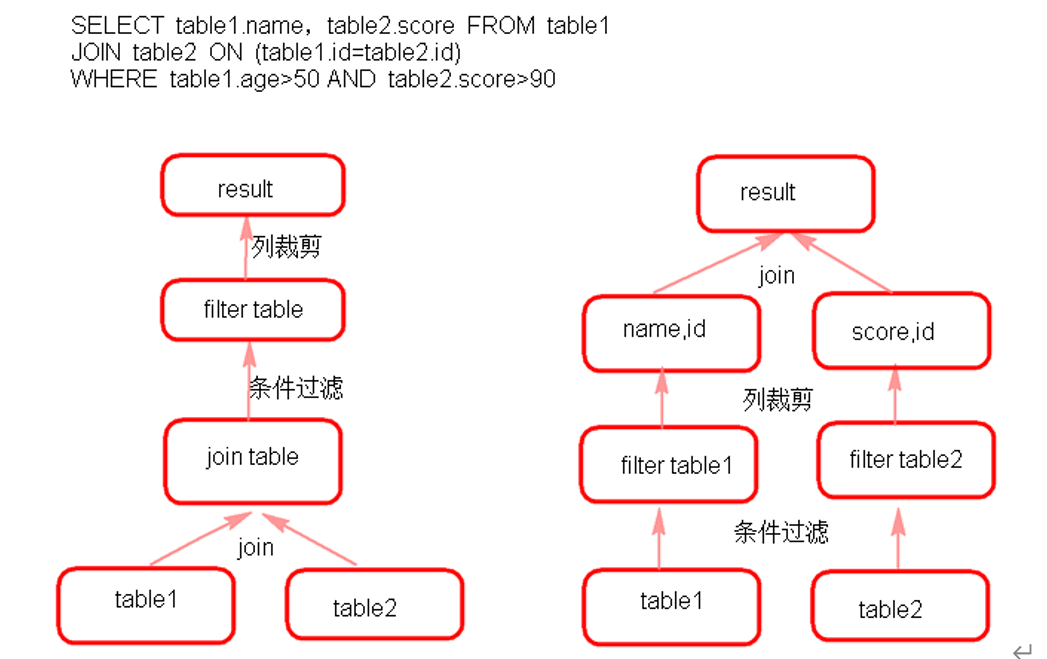 SELECT table1.name，table2.score FROM table1
JOIN table2 ON (table1.id=table2.id)
WHERE table1.age>50 AND table2.score>90
result
列裁剪
filter table
条件过滤
join table
join
table1
table2
result
join
name,id
score,id
列裁剪
filter table1
filter table2
条件过滤
table1
table2